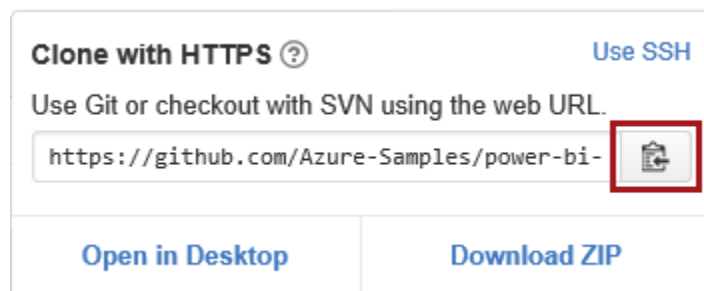 Clone with HTTPS ? Use SSH
Use Git or checkout with SVN using the web URL.
https://github.com/Azure-Samples/power-bi-
Open in Desktop Download ZIP